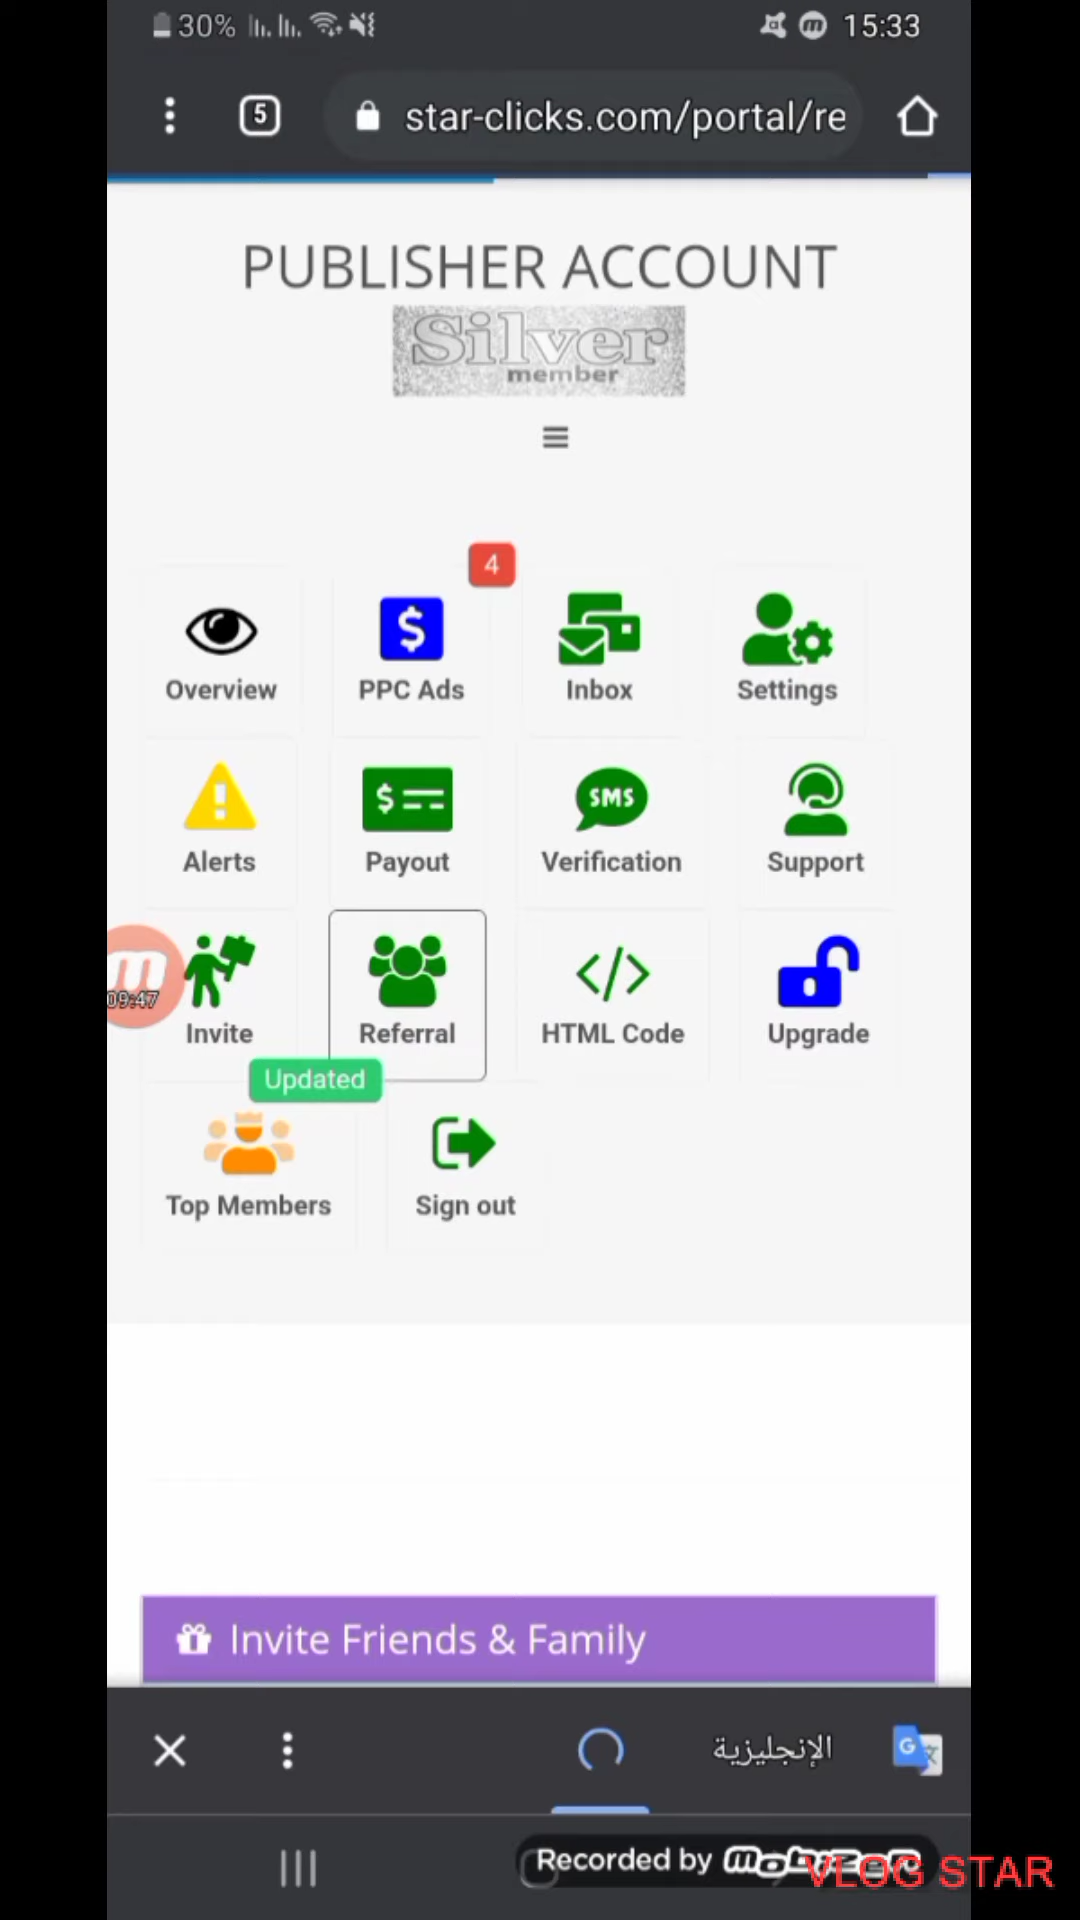 30% 15:33
5 star-clicks.com/portal/re
PUBLISHER ACCOUNT
Silver
member
4
Overview PPC Ads Inbox Settings
$
$ SMS
Alerts Payout Verification Support
m
09:47
Invite Referral HTML Code Upgrade
Updated
Top Members Sign out
Invite Friends & Family
الإنجليزية
Recorded by mobizen
VLOG STAR